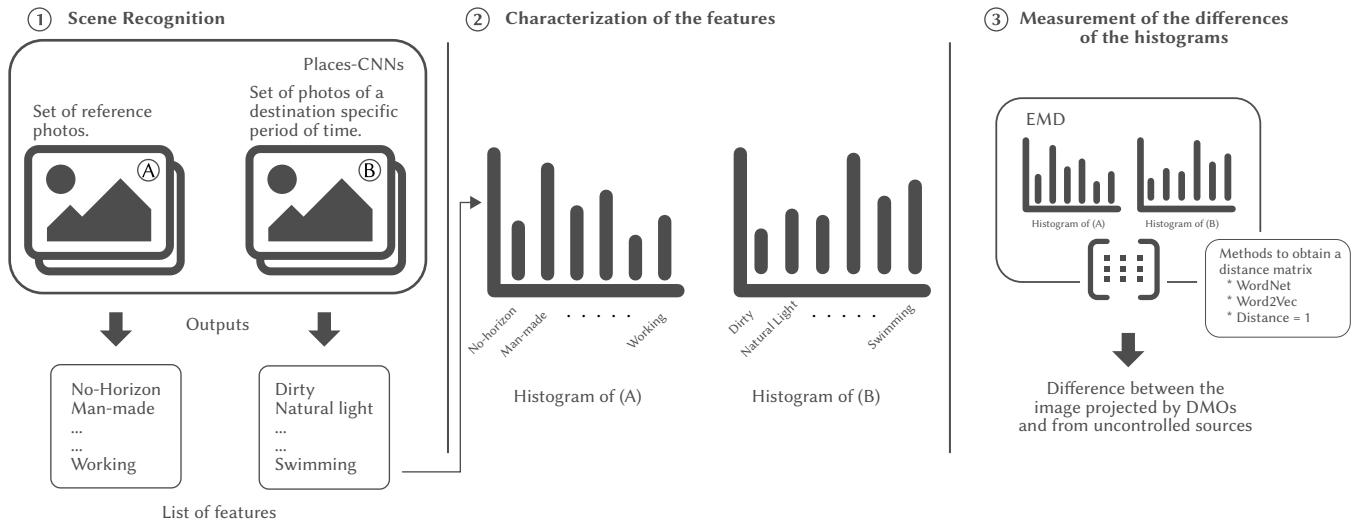 1 Scene Recognition
Places-CNNs
Set of reference
photos.
A
Set of photos of a
destination specific
period of time.
B
Outputs
No-Horizon
Man-made
...
...
Working
Dirty
Natural light
...
...
Swimming
List of features
2 Characterization of the features
No-horizon
Man-made
. . . . .
Working
Histogram of (A)
Dirty
Natural Light
. . . . .
Swimming
Histogram of (B)
3 Measurement of the differences
of the histograms
EMD
Histogram of (A)
Histogram of (B)
Methods to obtain a
distance matrix
* WordNet
* Word2Vec
* Distance = 1
Difference between the
image projected by DMOs
and from uncontrolled sources